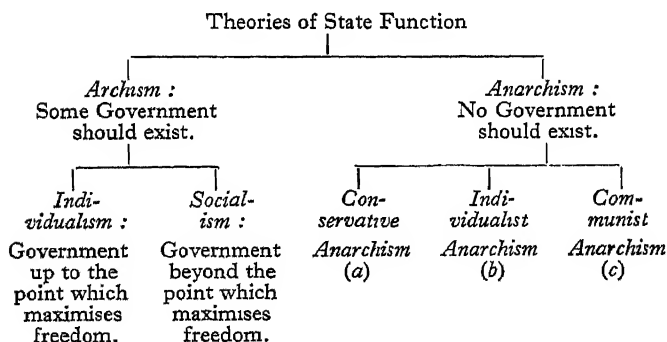 Theories of State Function
Archism :
Some Government
should exist.
Anarchism :
No Government
should exist.
Indi-
vidualism :
Government
up to the
point which
maximises
freedom.
Social-
ism :
Government
beyond the
point which
maximises
freedom.
Con-
servative
Anarchism
(a)
Indi-
vidualist
Anarchism
(b)
Com-
munist
Anarchism
(c)